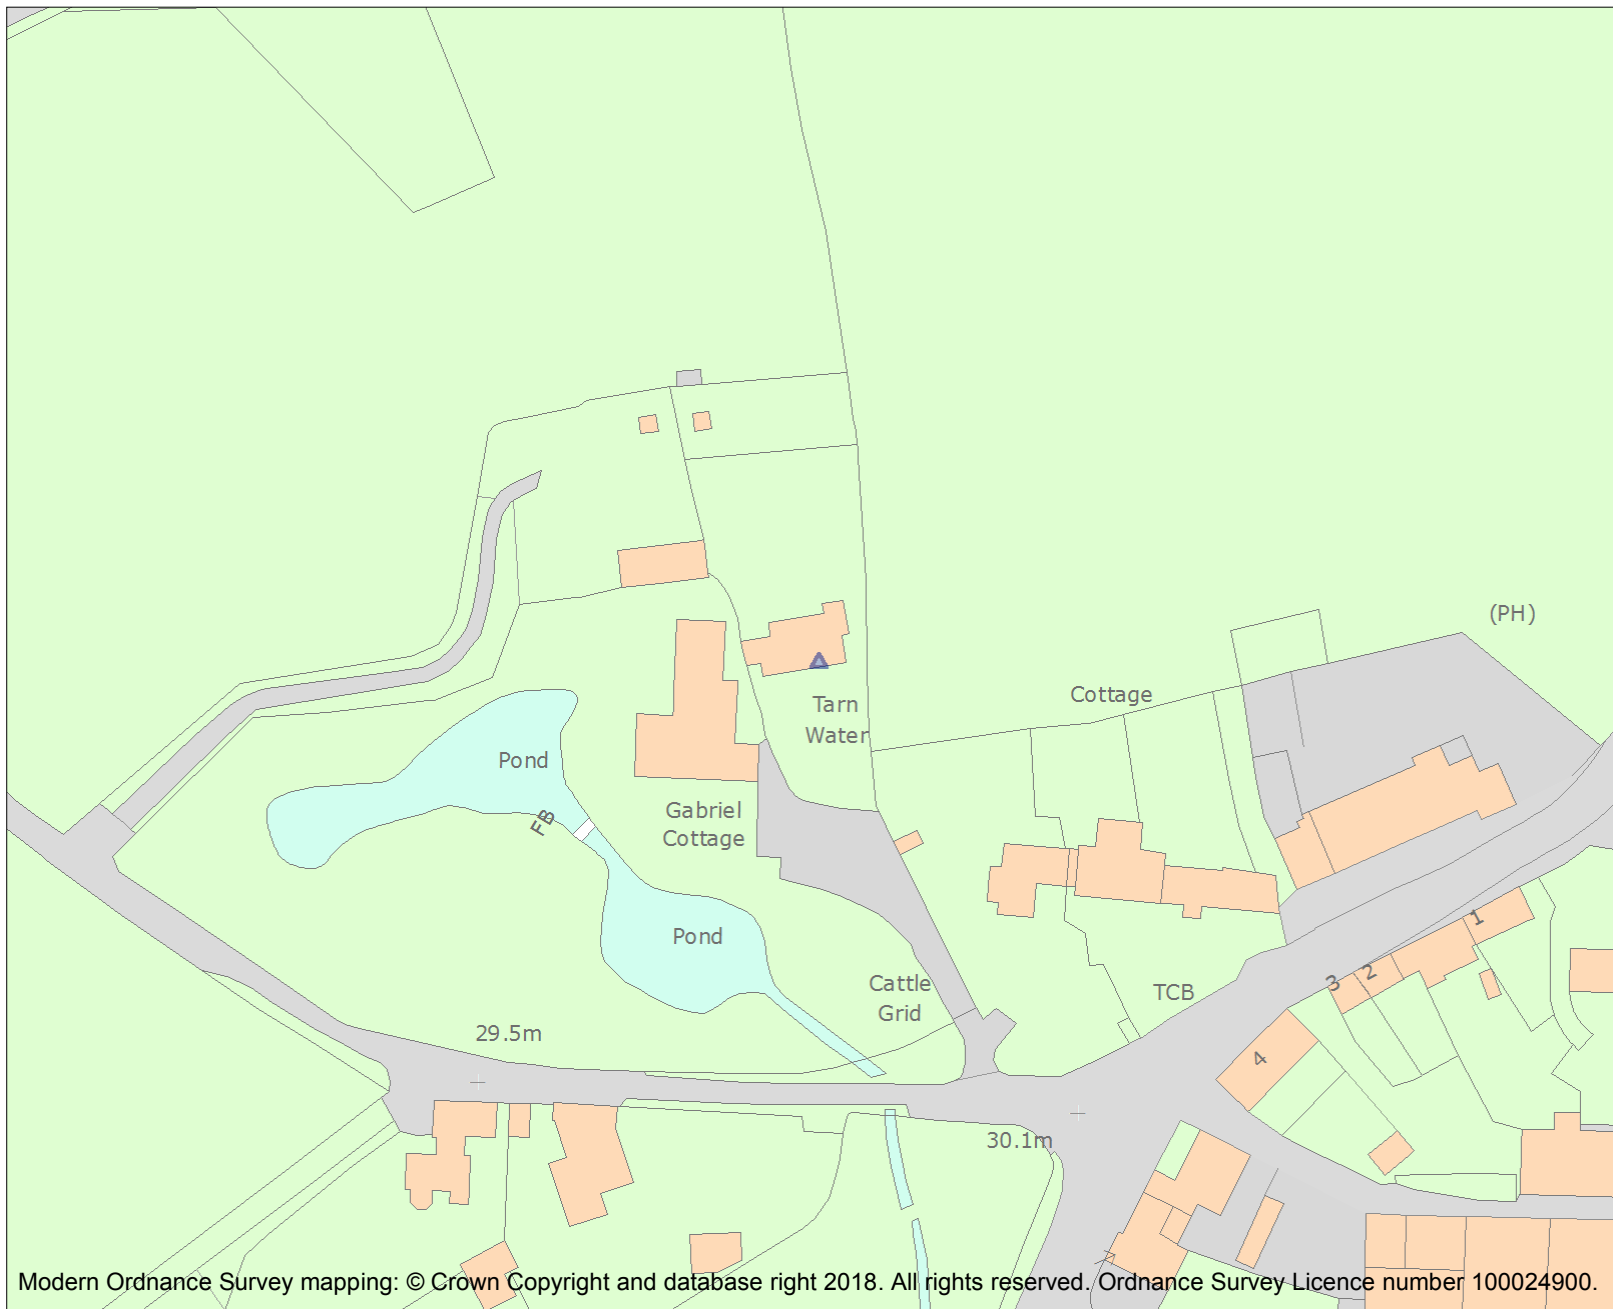 (PH)
Cottage
Tarn
Water
Pond
Gabriel
Cottage
FB
1
Pond
2
3
Cattle
Grid
TCB
29.5m
4
30.1m
Modern Ordnance Survey mapping: © Crown Copyright and database right 2018. All rights reserved. Ordnance Survey Licence number 100024900.